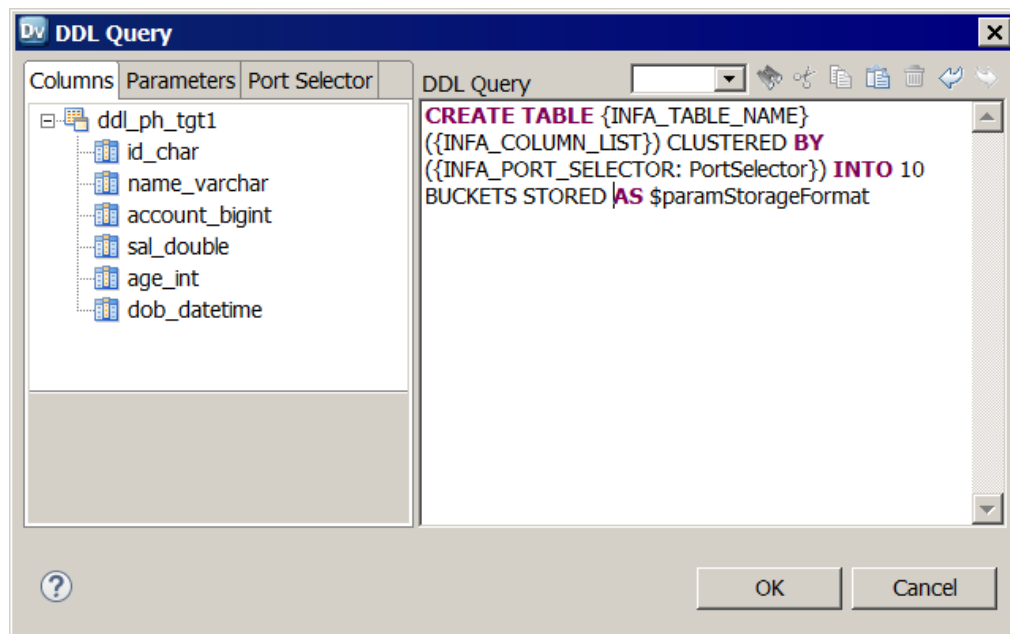 Dv DDL Query
Columns Parameters Port Selector
ddl_ph_tgt1
id_char
name_varchar
account_bigint
sal_double
age_int
dob_datetime
DDL Query
CREATE TABLE {INFA_TABLE_NAME}
({INFA_COLUMN_LIST}) CLUSTERED BY
({INFA_PORT_SELECTOR: PortSelector}) INTO 10
BUCKETS STORED AS $paramStorageFormat
?
OK Cancel